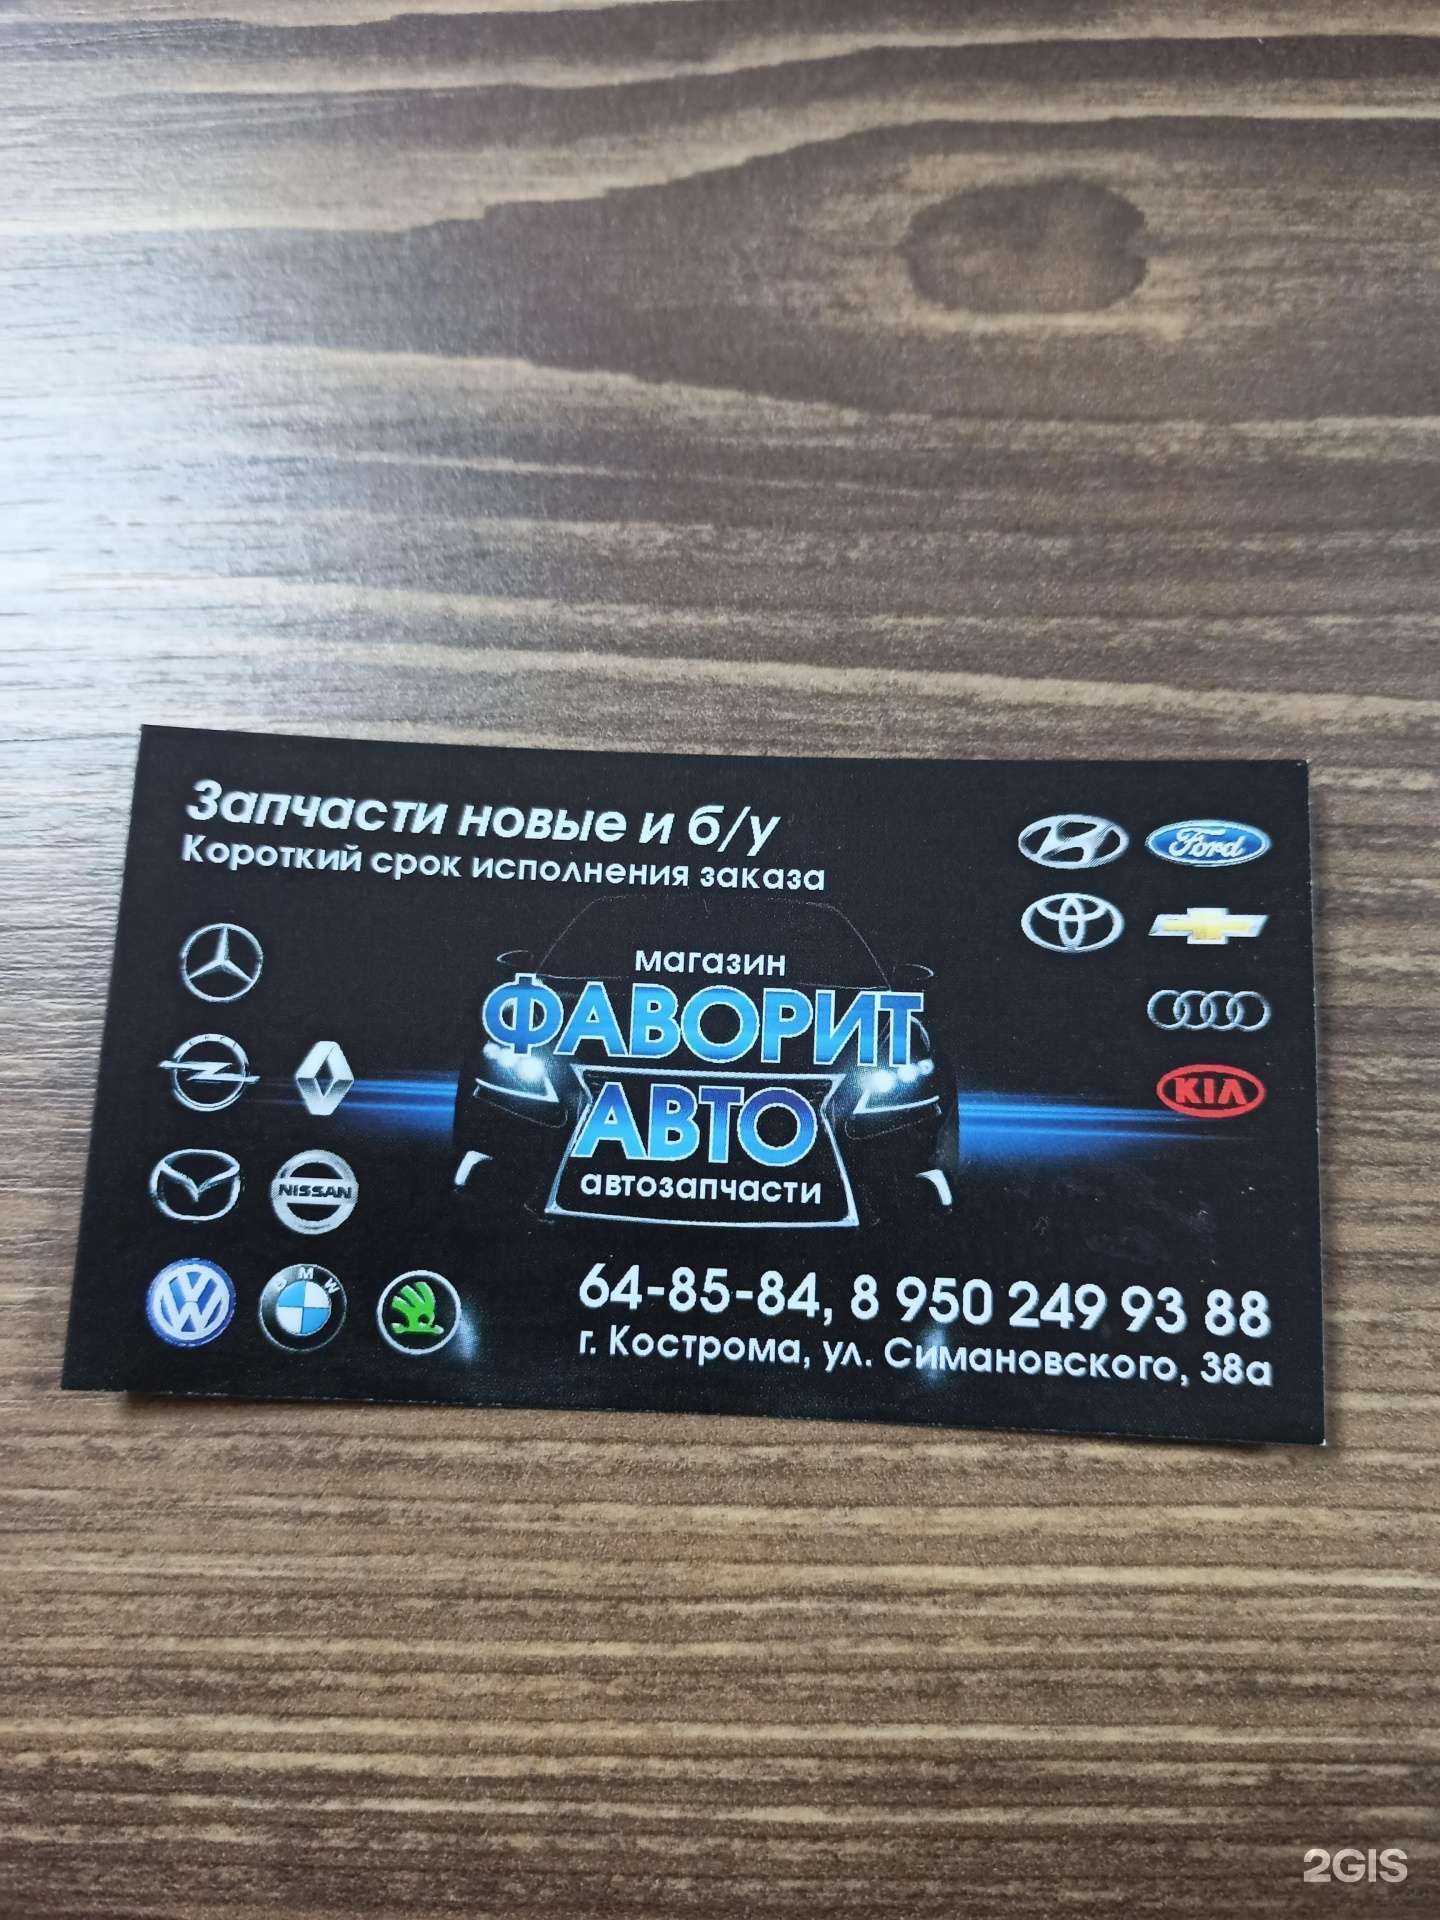 Запчасти новые и б/у
Короткий срок исполнения заказа
Ford
магазин
ФАВОРИТ
АВТО
автозапчасти
KIA
NISSAN
BMW
64-85-84, 8 950 249 93 88
г. Кострома, ул. Симановского, 38а
2GIS